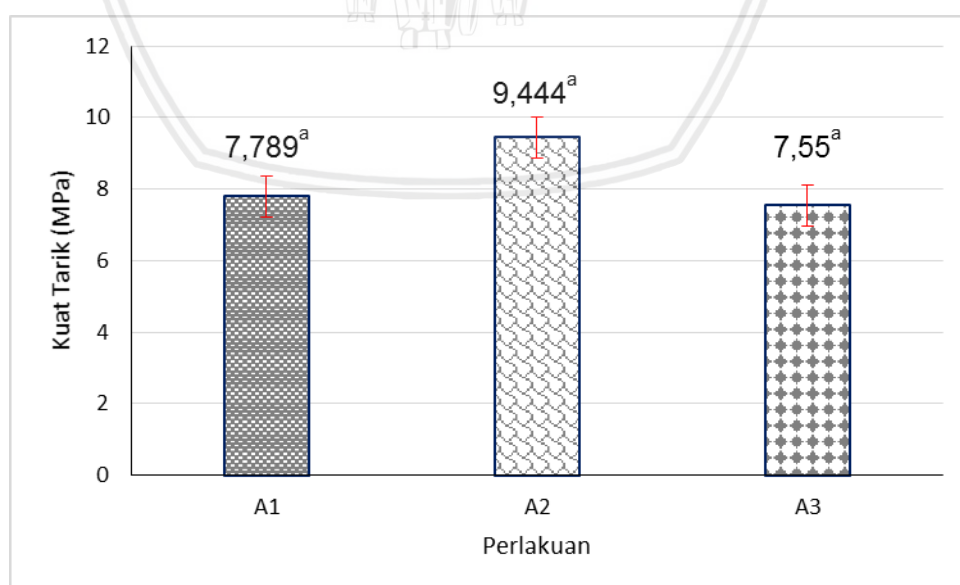 12
10
8
6
4
2
0
Kuat Tarik (MPa)
7,789a
9,444a
7,55a
A1
A2
A3
Perlakuan